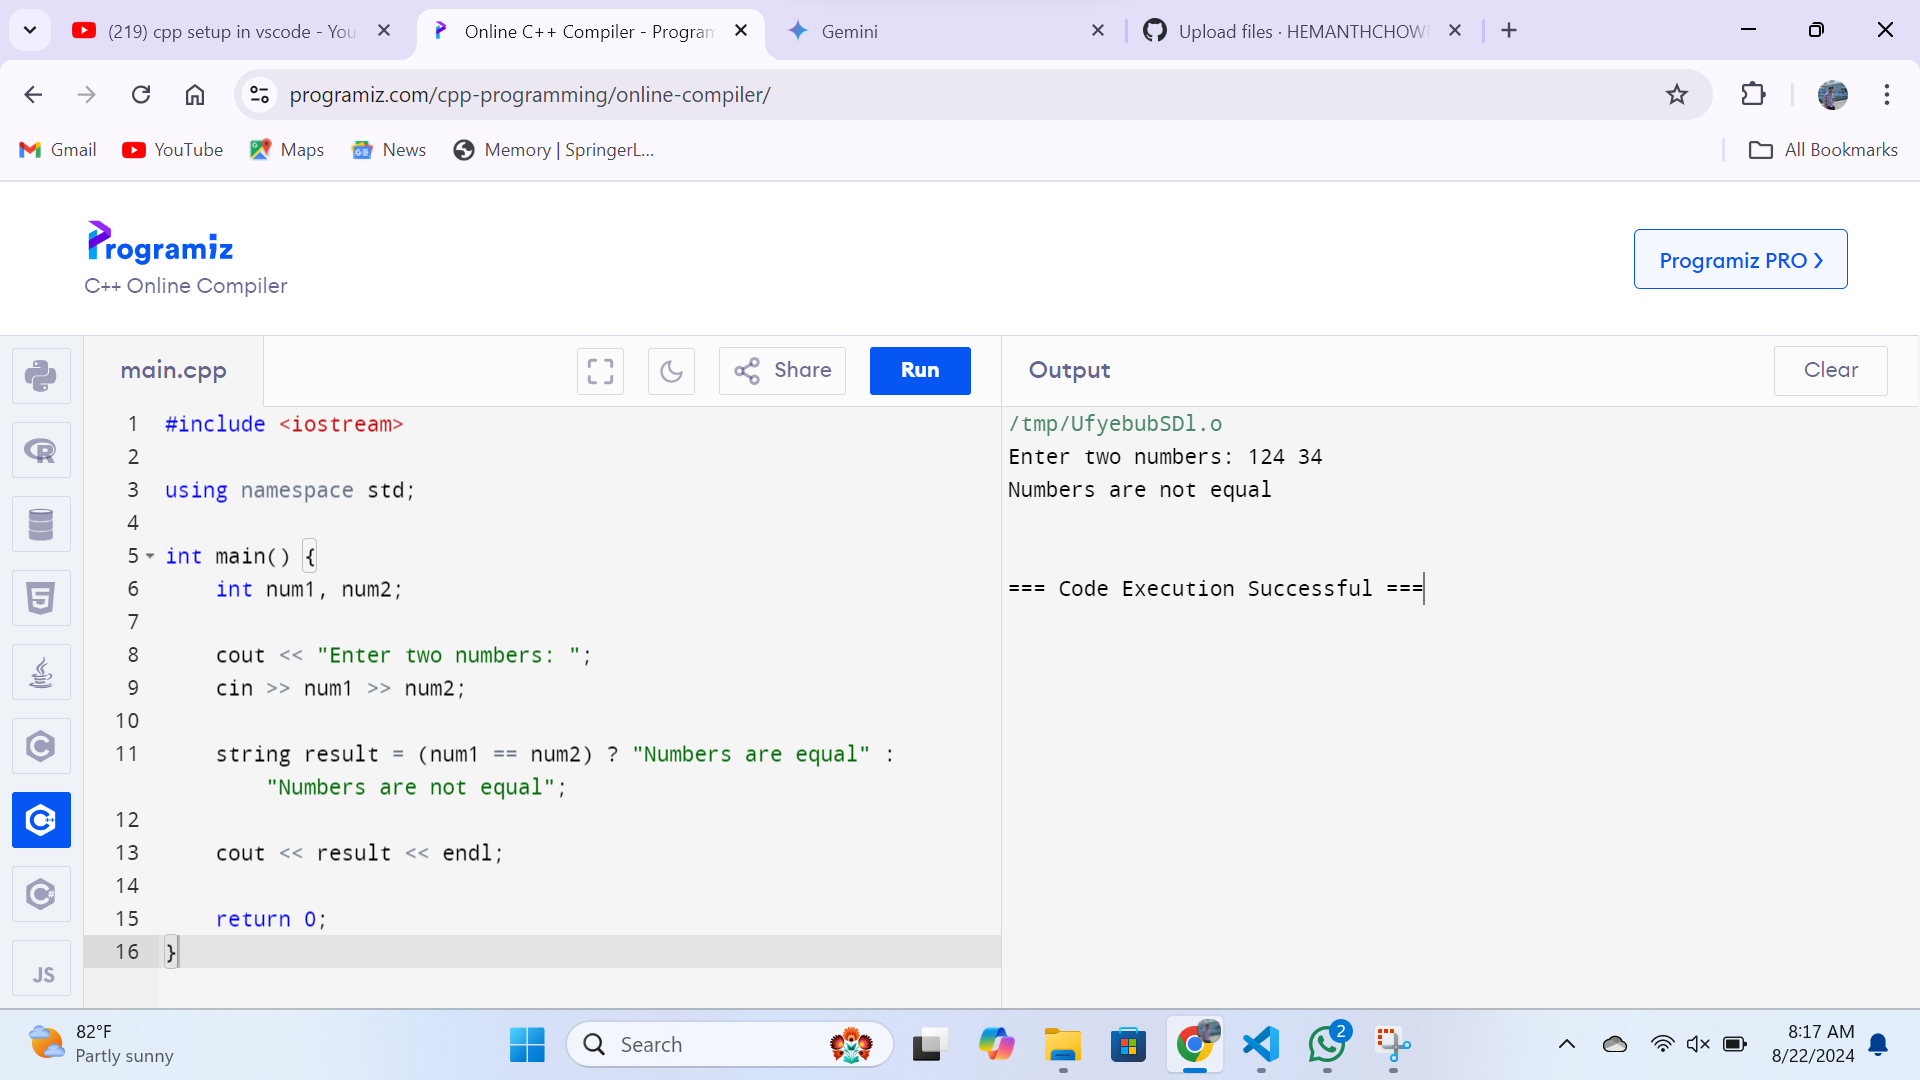 (219) cpp setup in vscode - You
Online C++ Compiler - Program
Gemini
Upload files · HEMANTHCHOW
programiz.com/cpp-programming/online-compiler/
Gmail
YouTube
Maps
News
Memory | SpringerL...
All Bookmarks
Programiz
C++ Online Compiler
Programiz PRO ›
main.cpp
Share
Run
Output
Clear
1 #include <iostream>
2
3 using namespace std;
4
5 int main() {
6 int num1, num2;
7
8 cout << "Enter two numbers: ";
9 cin >> num1 >> num2;
10
11 string result = (num1 == num2) ? "Numbers are equal" :
"Numbers are not equal";
12
13 cout << result << endl;
14
15 return 0;
16 }
/tmp/UfyebubSDl.o
Enter two numbers: 124 34
Numbers are not equal
=== Code Execution Successful ===
JS
82°F
Partly sunny
Search
2
8:17 AM
8/22/2024